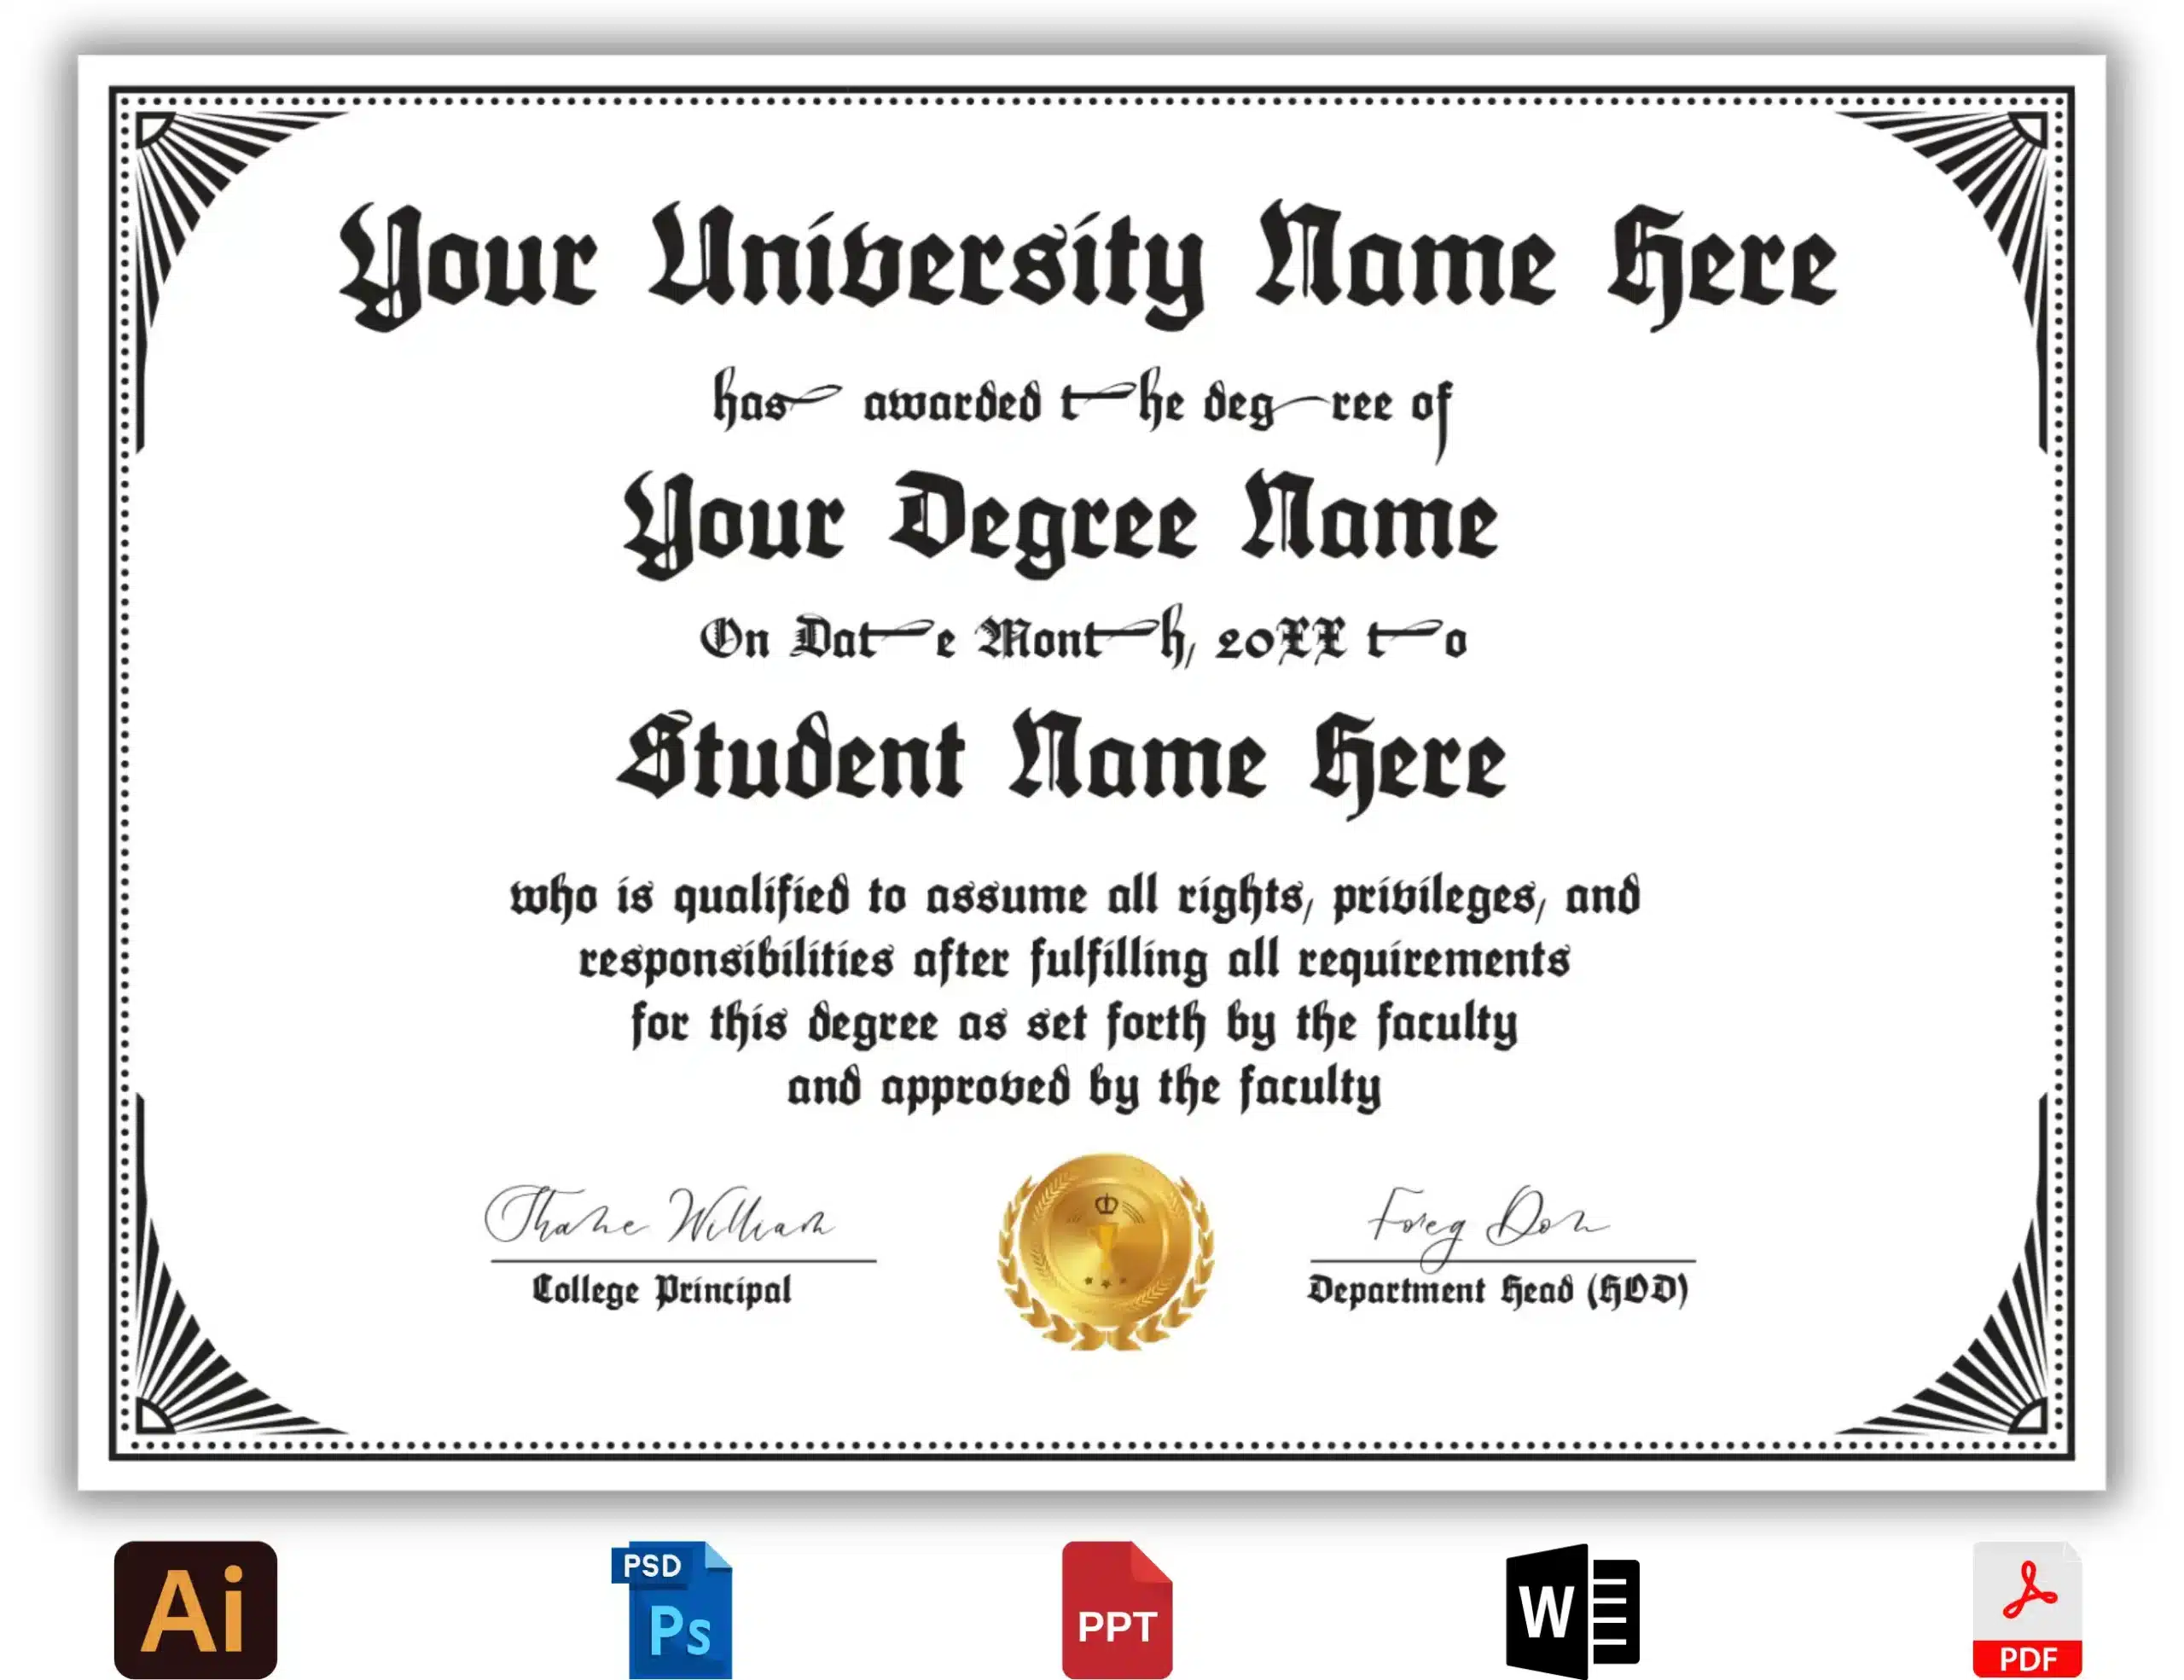 Your University Name Here
has awarded the degree of
Your Degree Name
On Date Month, 20XX to
Student Name Here
who is qualified to assume all rights, privileges, and
responsibilities after fulfilling all requirements
for this degree as set forth by the faculty
and approved by the faculty
Shane William
Foreg Don
College Principal
Department Head (HOD)
Ai
PSD
Ps
PPT
W
PDF